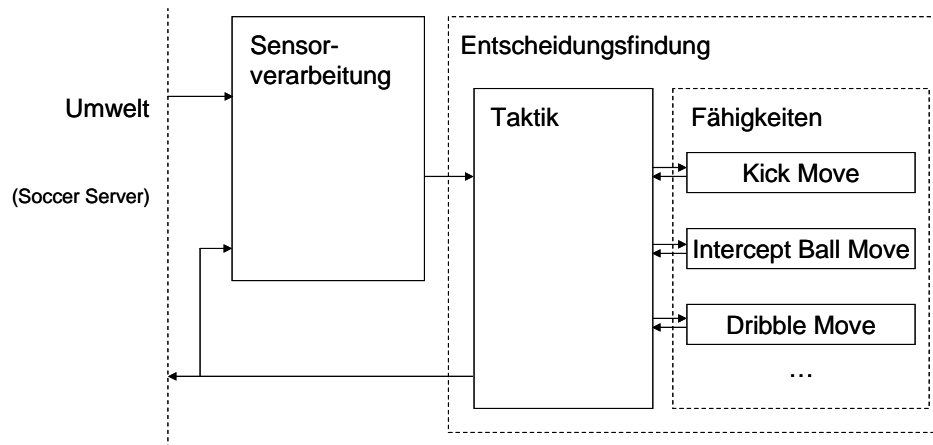 Umwelt
(Soccer Server)
Sensor-
verarbeitung
Entscheidungsfindung
Taktik
Fähigkeiten
Kick Move
Intercept Ball Move
Dribble Move
...